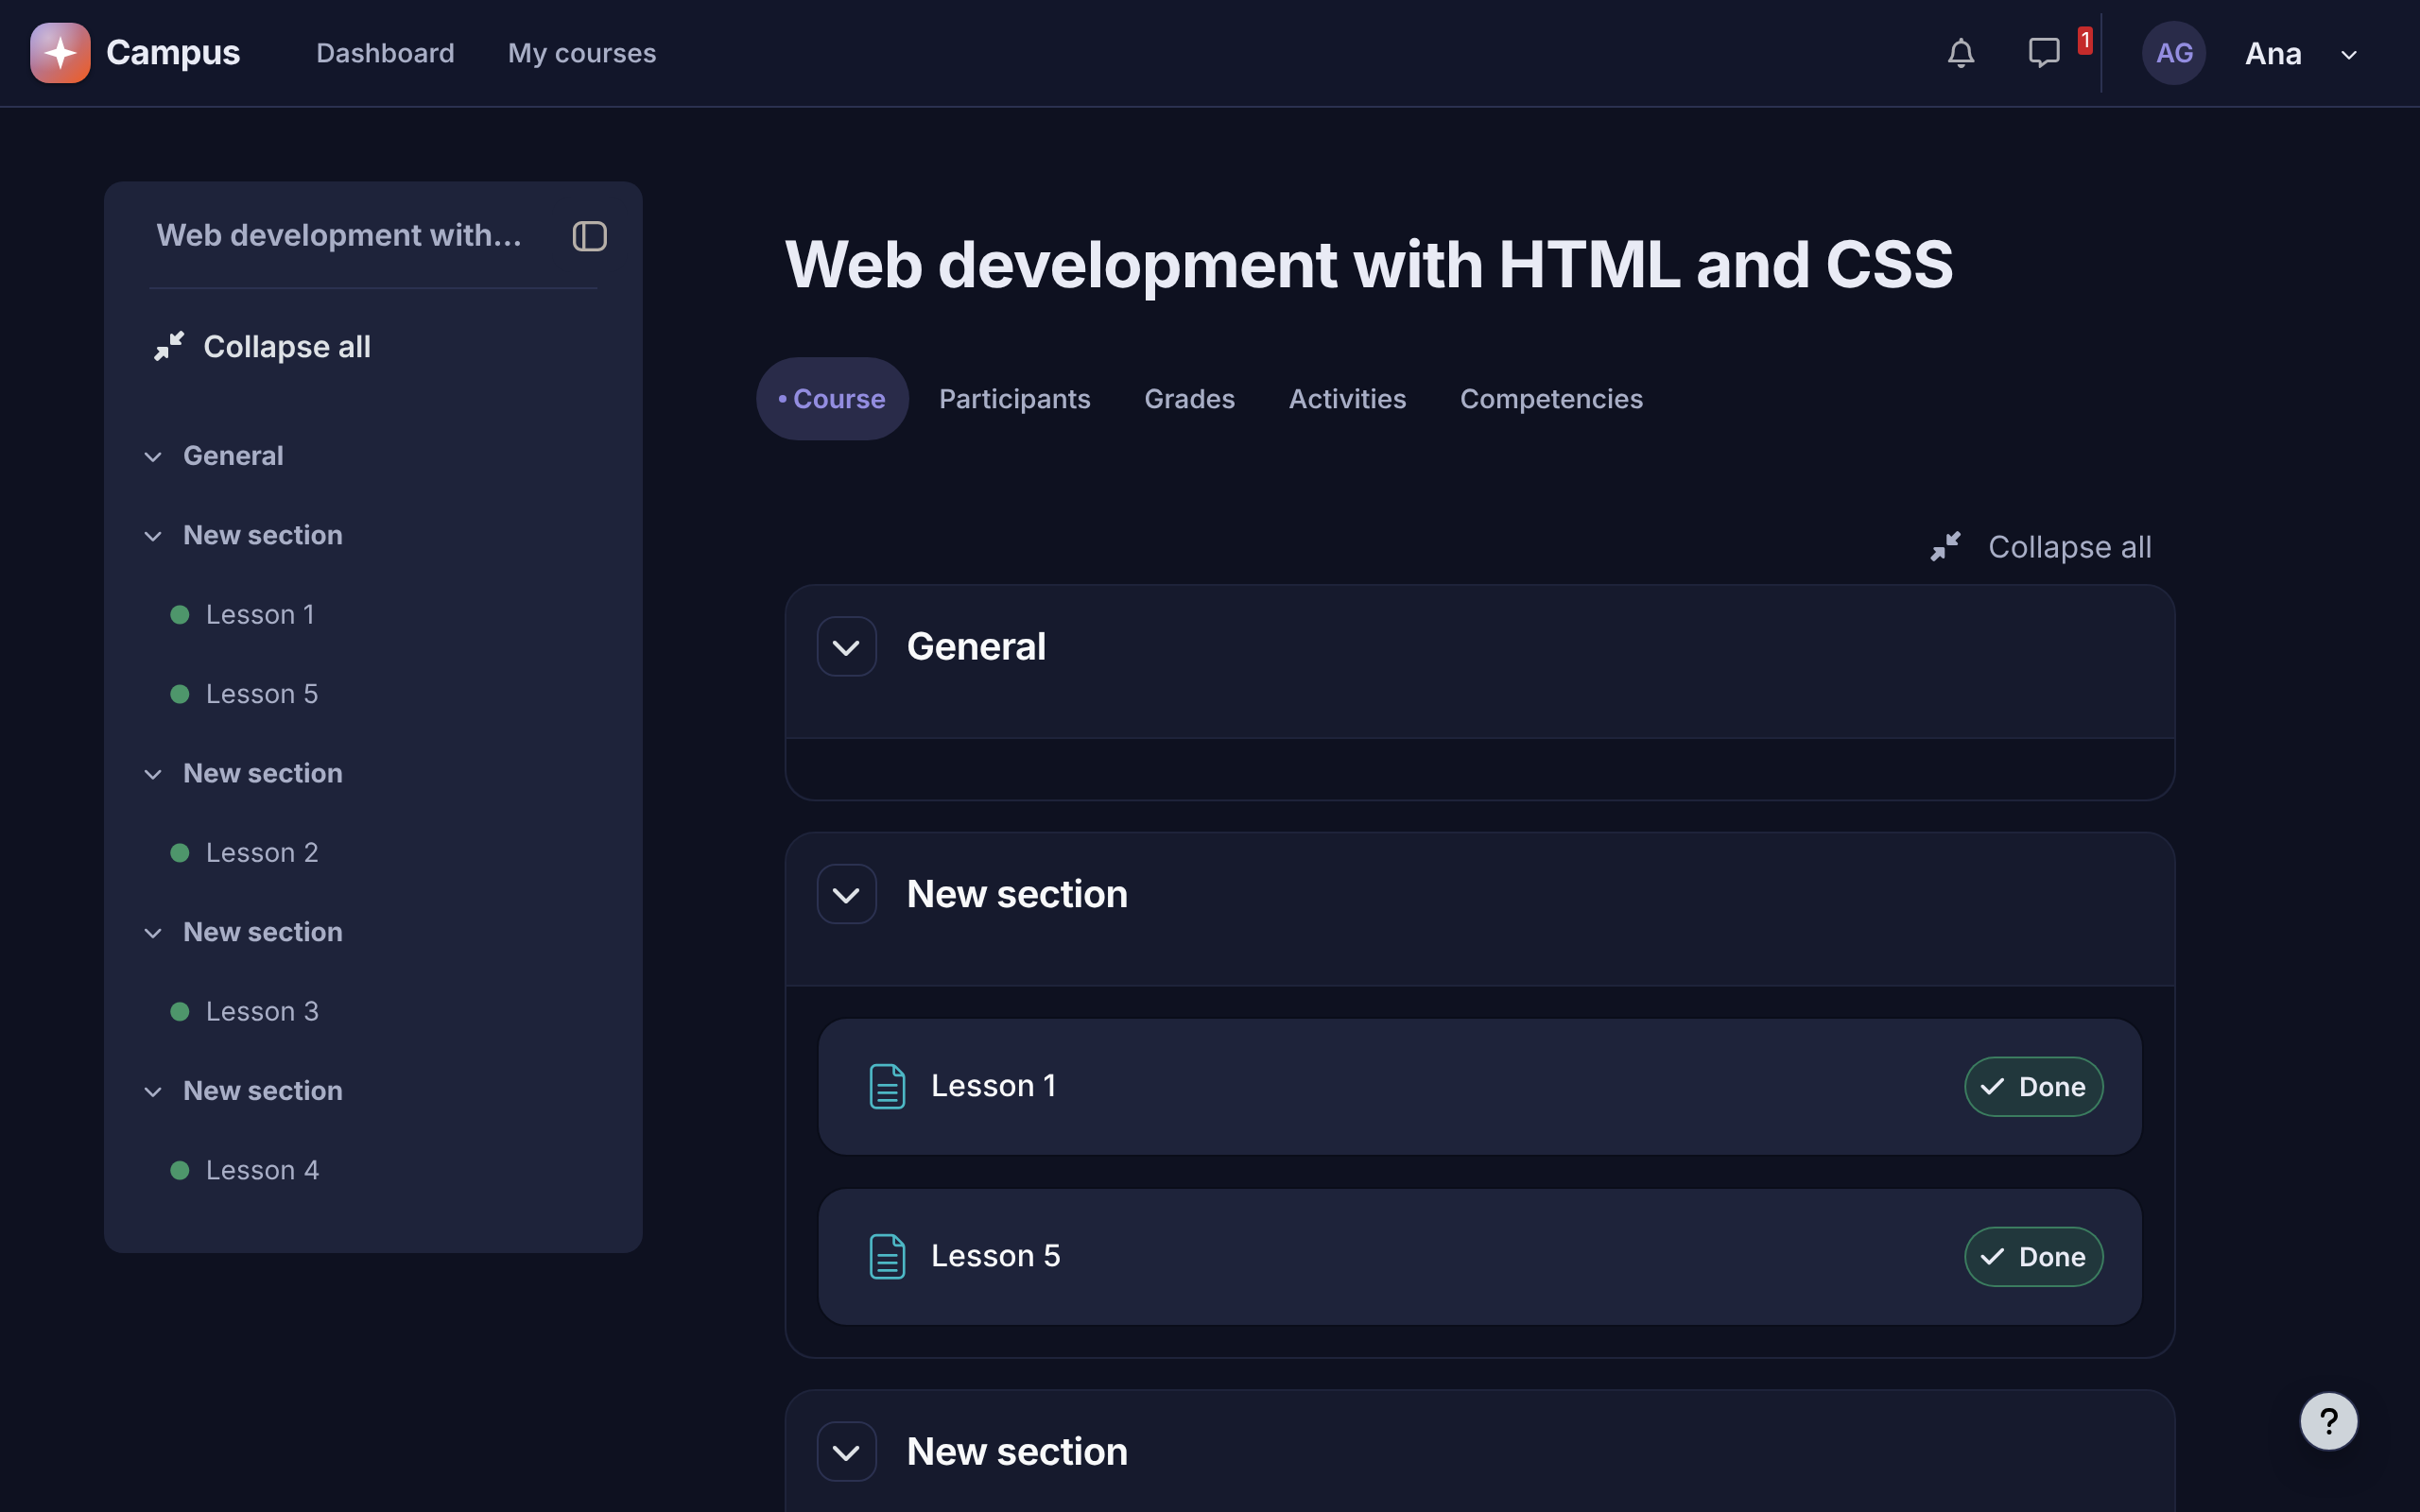 Campus
Dashboard
My courses
1
AG
Ana
Web development with...
Collapse all
General
New section
Lesson 1
Lesson 5
New section
Lesson 2
New section
Lesson 3
New section
Lesson 4
Web development with HTML and CSS
Course
Participants
Grades
Activities
Competencies
Collapse all
General
New section
Lesson 1
Done
Lesson 5
Done
New section
?